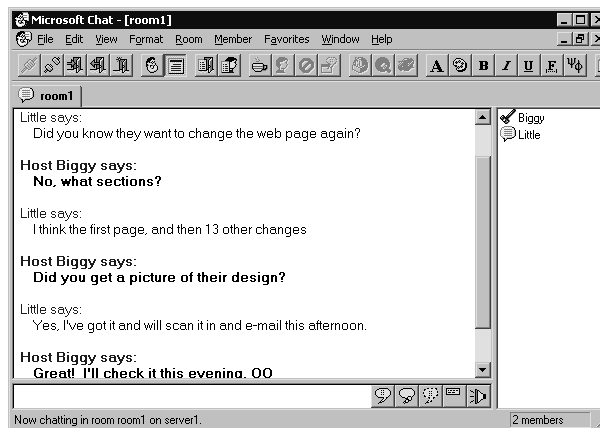 Microsoft Chat - [room1]
File Edit View Format Room Member Favorites Window Help
A B I U F. ΨΦ
room1
Little says:
Did you know they want to change the web page again?
Host Biggy says:
No, what sections?
Little says:
I think the first page, and then 13 other changes
Host Biggy says:
Did you get a picture of their design?
Little says:
Yes, I've got it and will scan it in and e-mail this afternoon.
Host Biggy says:
Great! I'll check it this evening. OO
Biggy
Little
Now chatting in room room1 on server1.
2 members